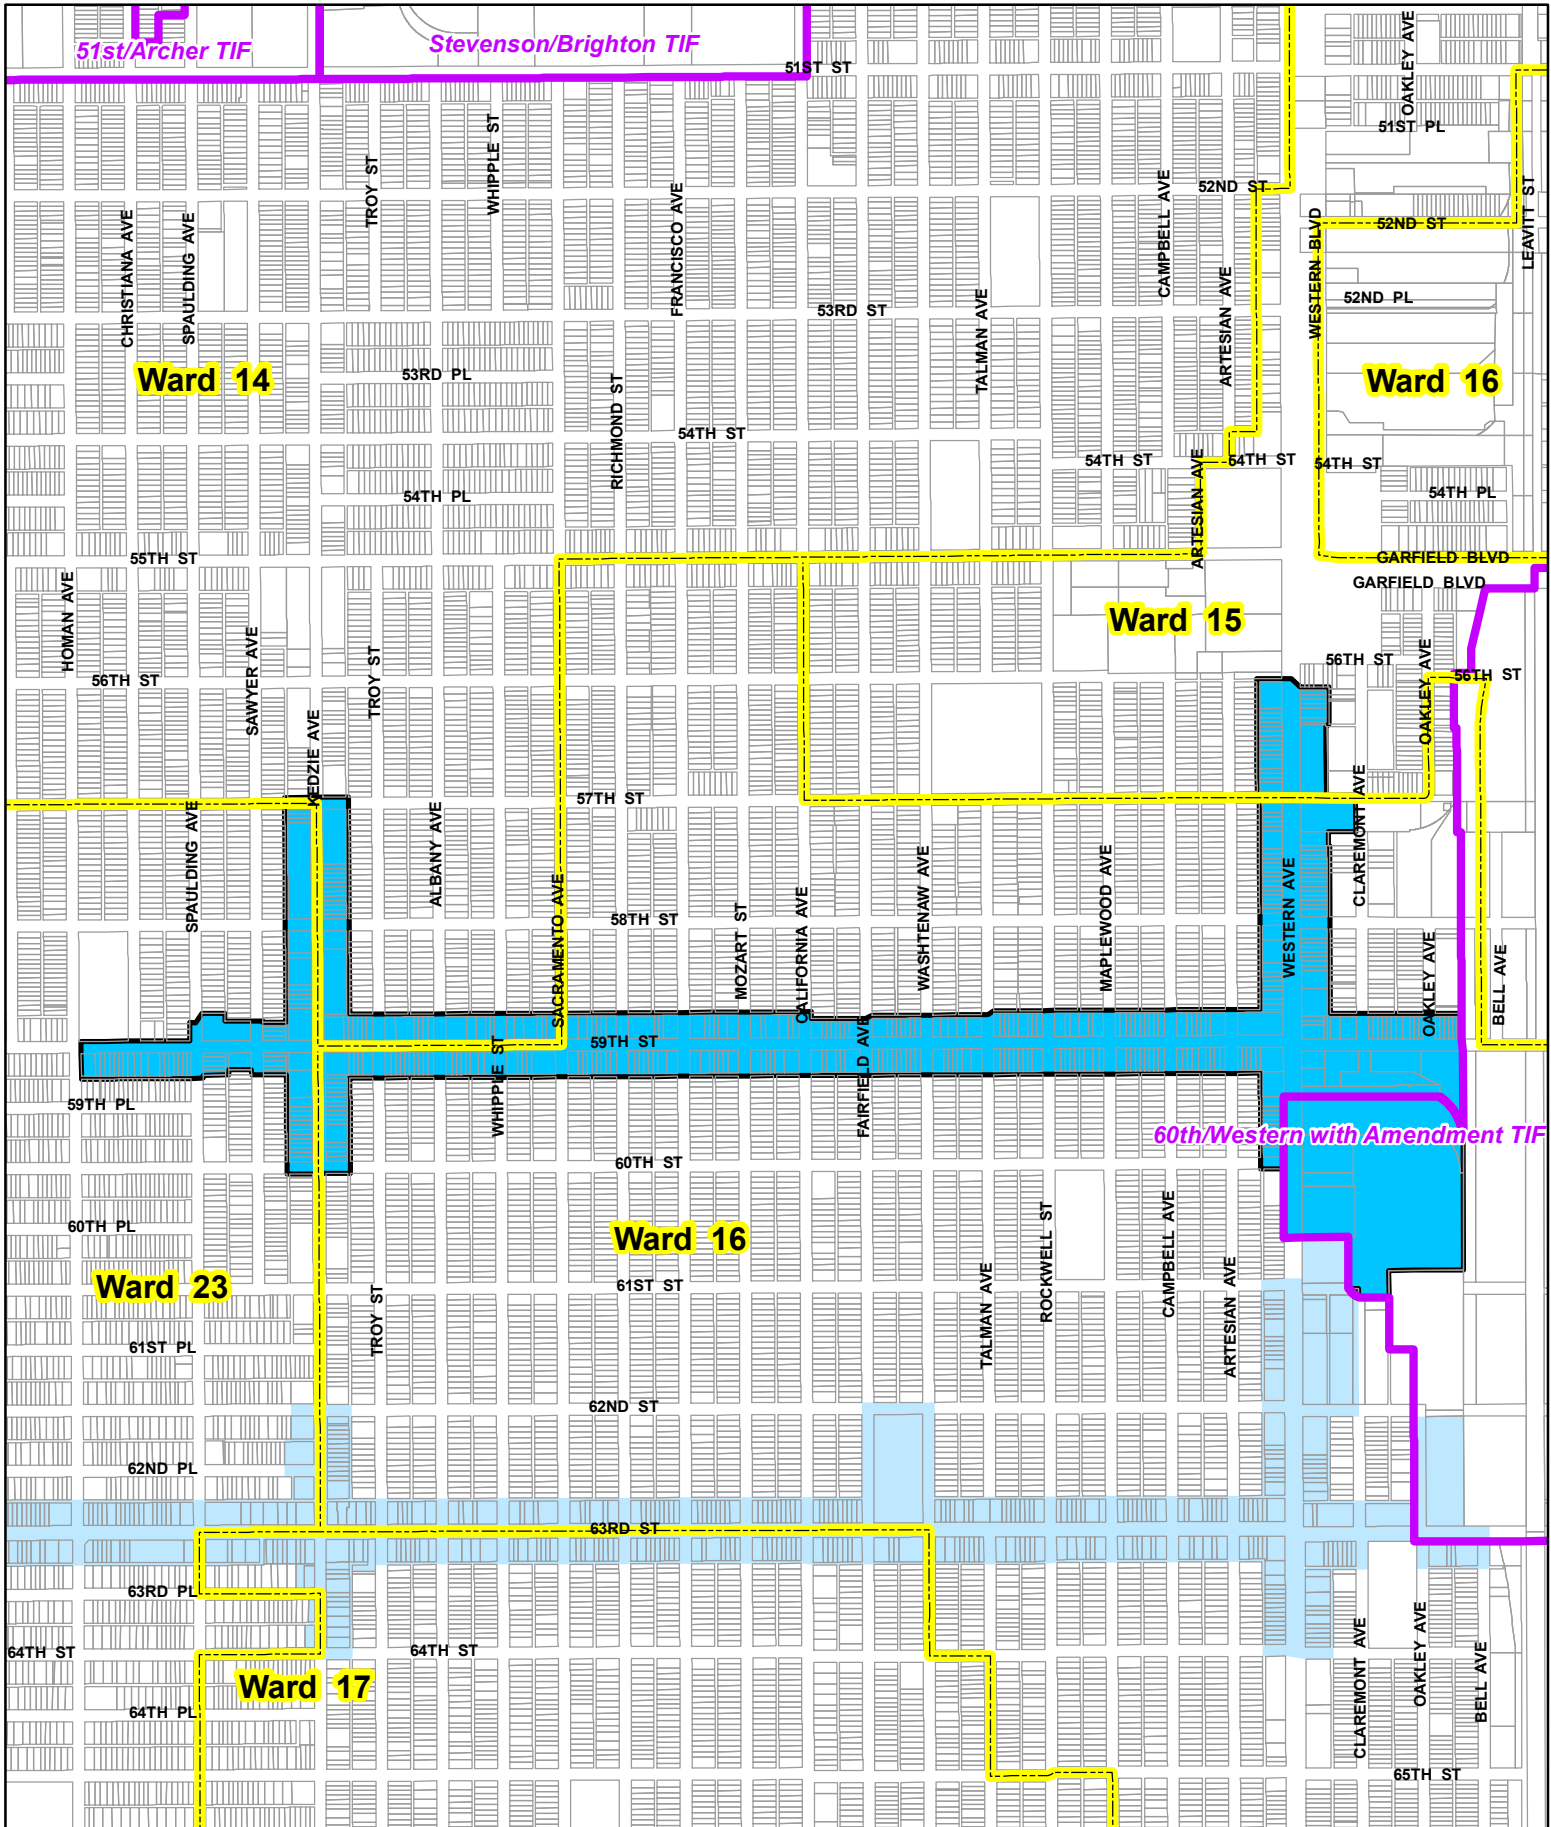 51st/Archer TIF
Stevenson/Brighton TIF
51ST ST
OAKLEY AVE
51ST PL
TROY ST
WHIPPLE ST
FRANCISCO AVE
CAMPBELL AVE
52ND ST
WESTERN BLVD
52ND ST
LEAVITT ST
CHRISTIANA AVE
SPAULDING AVE
ARTESIAN AVE
52ND PL
53RD ST
TALMAN AVE
Ward 14
53RD PL
RICHMOND ST
Ward 16
54TH ST
54TH ST
54TH ST
54TH ST
54TH PL
54TH PL
ARTESIAN AVE
55TH ST
GARFIELD BLVD
GARFIELD BLVD
HOMAN AVE
SAWYER AVE
TROY ST
Ward 15
56TH ST
56TH ST
56TH ST
OAKLEY AVE
KEDZIE AVE
57TH ST
CLAREMONT AVE
SPAULDING AVE
ALBANY AVE
SACRAMENTO AVE
58TH ST
MOZART ST
CALIFORNIA AVE
WASHTENAW AVE
MAPLEWOOD AVE
WESTERN AVE
OAKLEY AVE
BELL AVE
59TH ST
WHIPPLE ST
FAIRFIELD AVE
59TH PL
60th/Western with Amendment TIF
60TH ST
60TH PL
Ward 16
ROCKWELL ST
CAMPBELL AVE
Ward 23
61ST ST
TALMAN AVE
ARTESIAN AVE
TROY ST
61ST PL
62ND ST
62ND PL
63RD ST
63RD PL
64TH ST
64TH ST
CLAREMONT AVE
OAKLEY AVE
BELL AVE
Ward 17
64TH PL
65TH ST